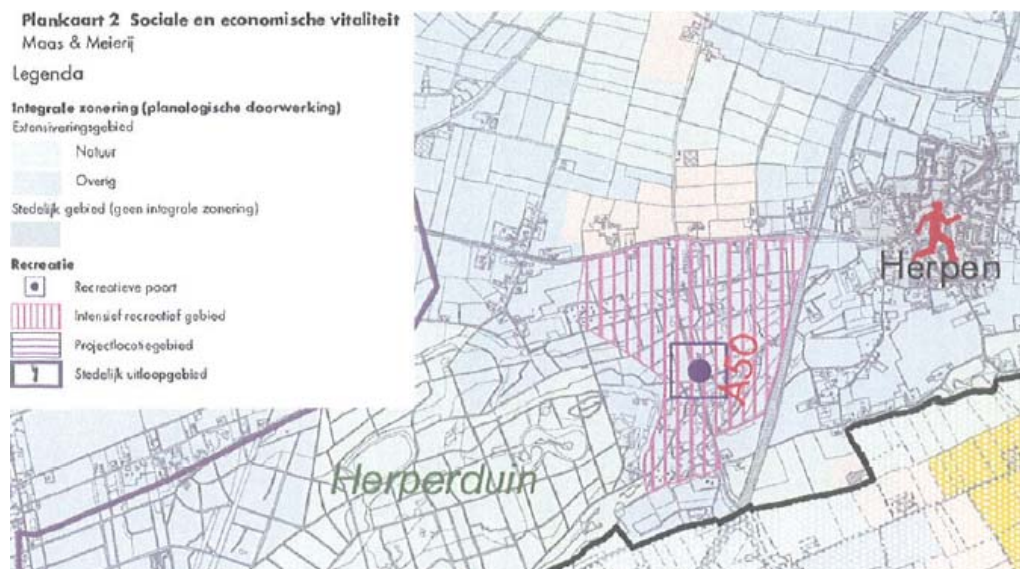 Plankaart 2 Sociale en economische vitaliteit
Maas & Meierij
Legenda
Integrale zonering (planologische doorwerking)
Extensiveringsgebied
Natuur
Overig
Stedelijk gebied (geen integrale zonering)
Recreatie
Recreatieve poort
Intensief recreatief gebied
Projectlocatiegebied
Stedelijk uitloopgebied
Herpen
A50
Herperduin